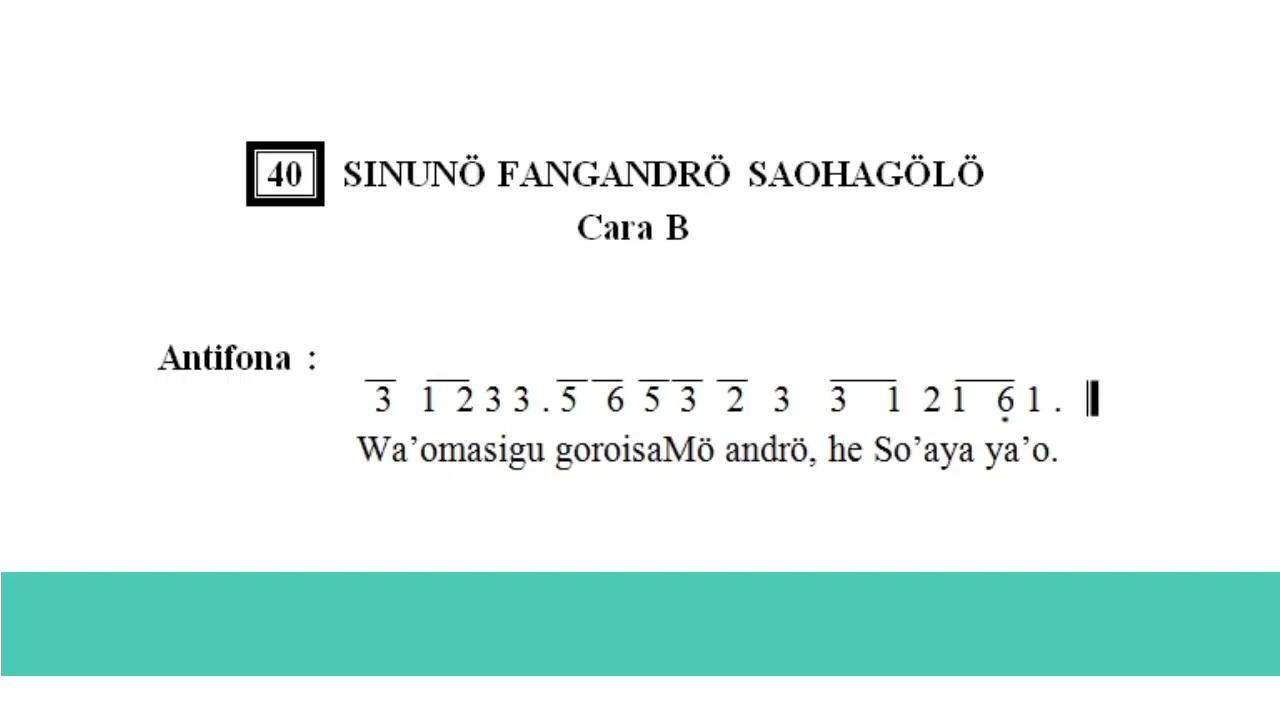 40 SINUNÖ FANGANDRÖ SAOHAGÖLÖ
Cara B
Antifona :
3 1 2 3 3 . 5 6 5 3 2 3 3 1 2 1 6̣ 1 .
Wa’omasigu goroisaMö andrö, he So’aya ya’o.